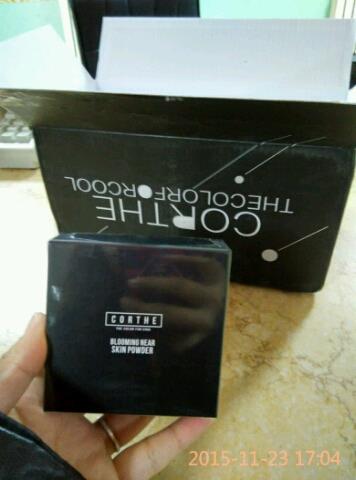 CORTHE
THECOLORFORCOOL
CORTHE
THE COLOR FOR COOL
BLOOMING NEAR
SKIN POWDER
2015-11-23 17:04